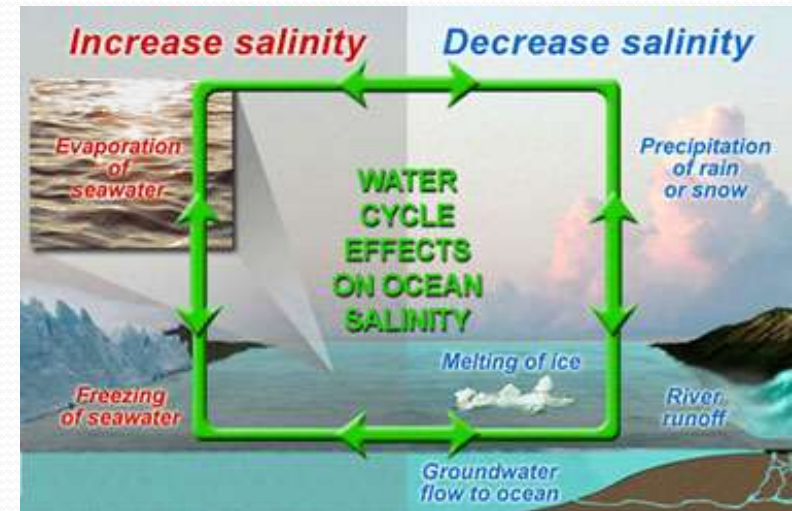 Increase salinity
Decrease salinity
Evaporation
of
seawater
Precipitation
of rain
or snow
WATER
CYCLE
EFFECTS
ON OCEAN
SALINITY
Melting of ice
Freezing
of seawater
River
runoff
Groundwater
flow to ocean